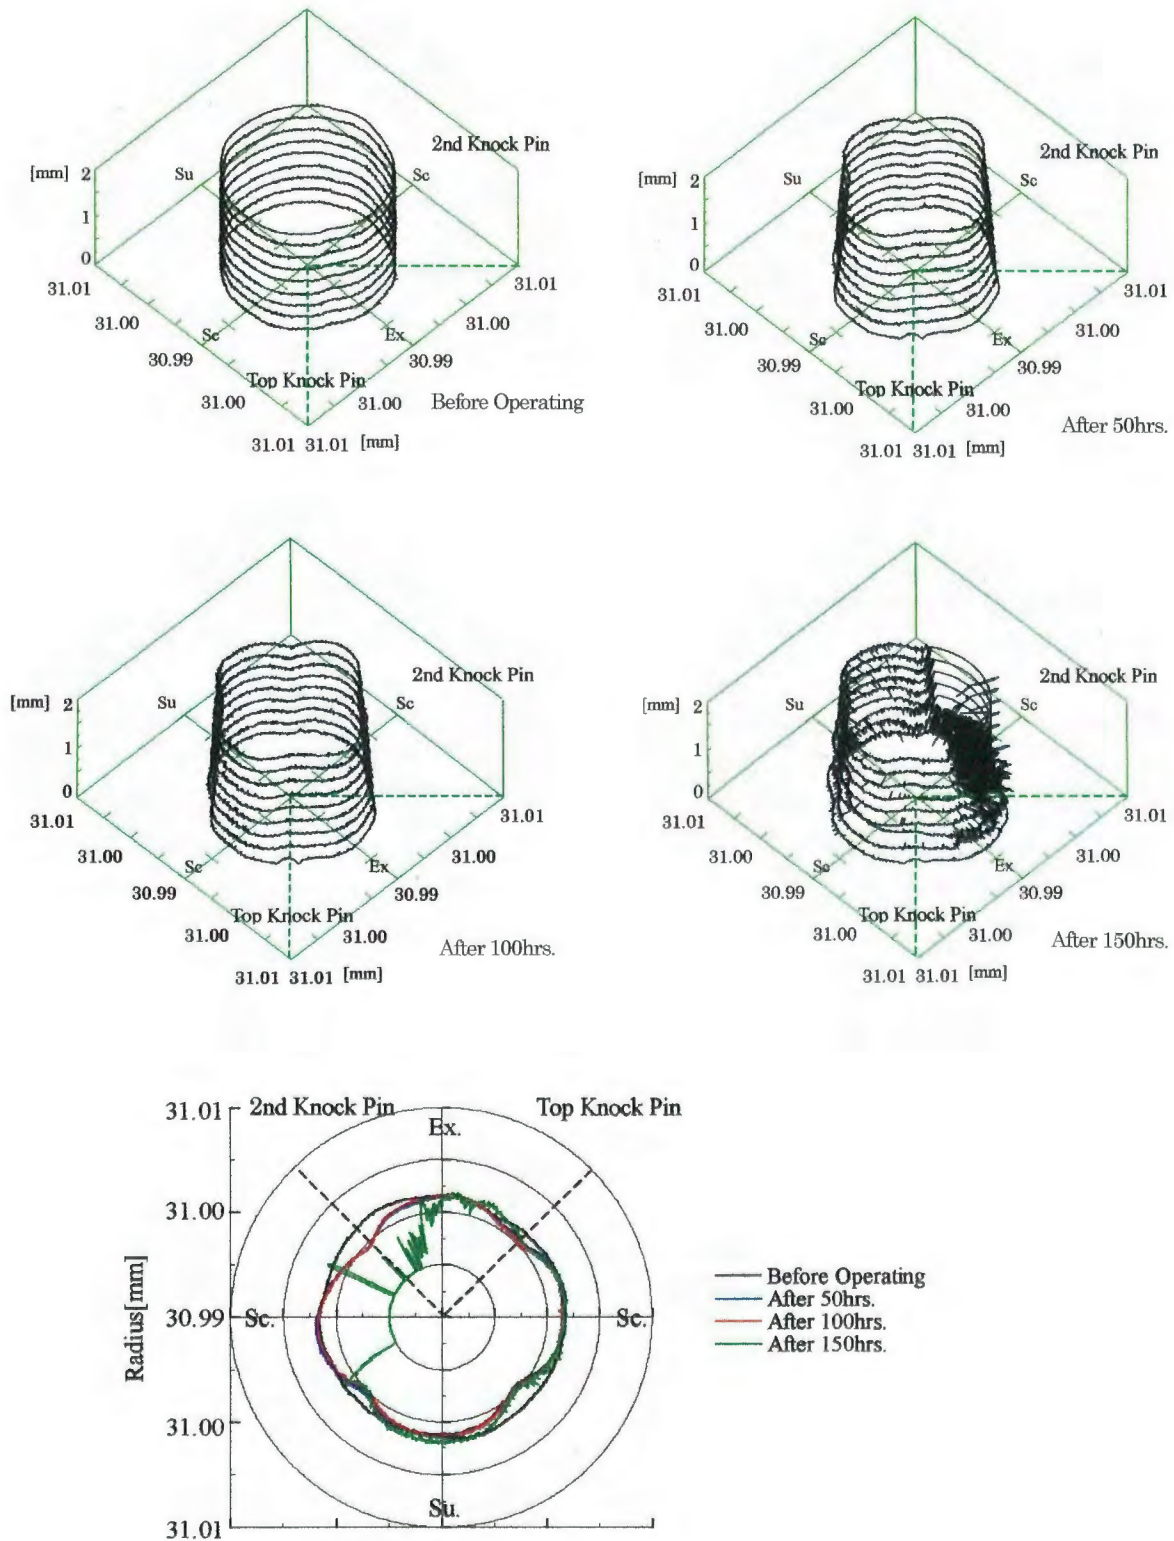 2nd Knock Pin
[mm] 2
Su
Sc
1
0
31.01
31.01
31.00
31.00
Sc
Ex
30.99
30.99
Top Knock Pin
31.00
31.00
Before Operating
31.01 31.01 [mm]
2nd Knock Pin
[mm] 2
Su
Sc
1
0
31.01
31.01
31.00
31.00
Sc
Ex
30.99
30.99
Top Knock Pin
31.00
31.00
After 50hrs.
31.01 31.01 [mm]
2nd Knock Pin
[mm] 2
Su
Sc
1
0
31.01
31.01
31.00
31.00
Sc
Ex
30.99
30.99
Top Knock Pin
31.00
31.00
After 100hrs.
31.01 31.01 [mm]
2nd Knock Pin
[mm] 2
Su
Sc
1
0
31.01
31.01
31.00
31.00
Sc
Ex
30.99
30.99
Top Knock Pin
31.00
31.00
After 150hrs.
31.01 31.01 [mm]
31.01
2nd Knock Pin
Top Knock Pin
Ex.
31.00
Radius[mm]
30.99
Sc.
Sc.
31.00
Su.
31.01
Before Operating
After 50hrs.
After 100hrs.
After 150hrs.